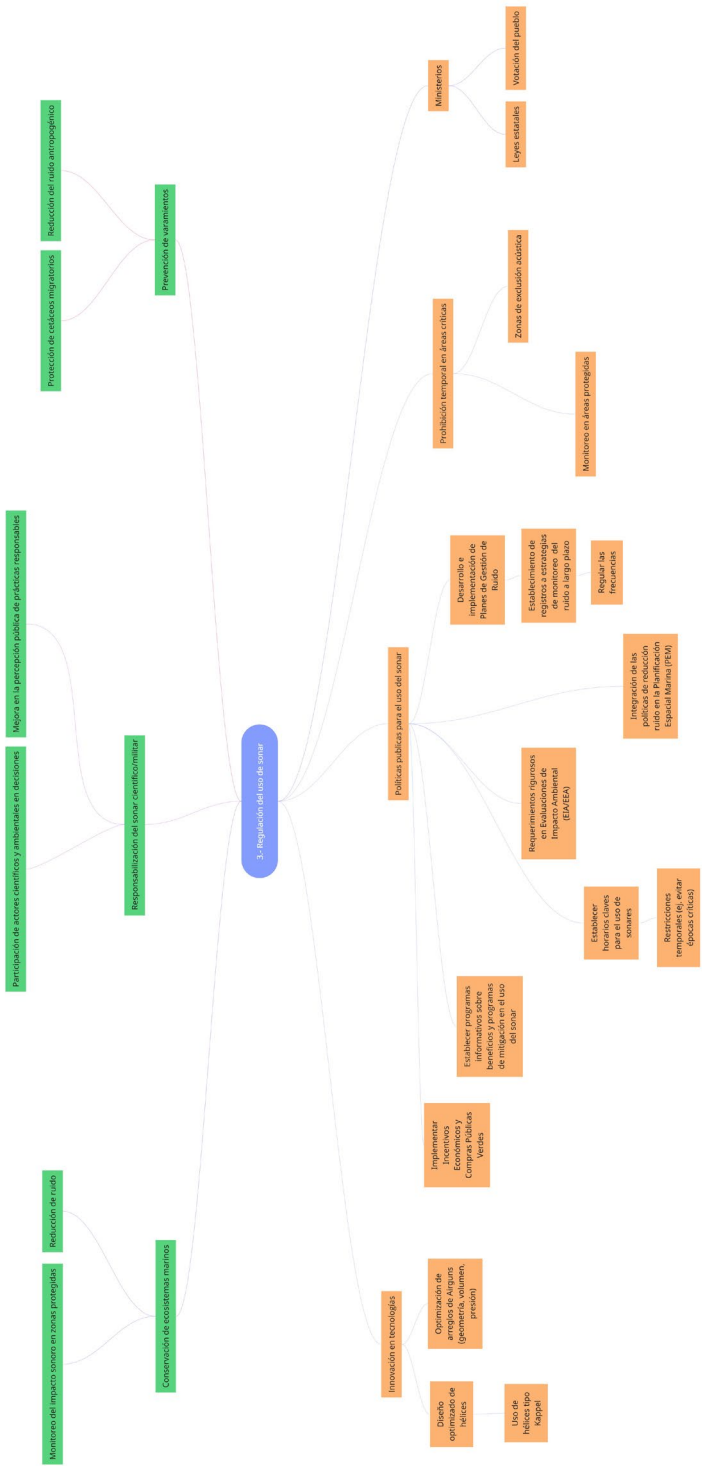 Monitoreo del impacto sonoro en zonas protegidas
Reducción de ruido
Participación de actores científicos y ambientales en decisiones
Mejora en la percepción pública de prácticas responsables
Protección de cetáceos migratorios
Reducción del ruido antropogénico
Conservación de ecosistemas marinos
Responsabilización del sonar científico/militar
Prevención de varamientos
3.- Regulación del uso de sonar
Innovación en tecnologías
Políticas publicas para el uso del sonar
Prohibición temporal en áreas críticas
Ministerios
Diseño
optimizado de
hélices
Uso de
hélices tipo
Kappel
Optimización de
arreglos de Airguns
(geometría, volumen,
presión)
Implementar
Incentivos
Económicos y
Compras Públicas
Verdes
Establecer programas
informativos sobre
beneficios y programas
de mitigación en el uso
del sonar
Establecer
horarios claves
para el uso de
sonares
Restricciones
temporales (ej. evitar
épocas críticas)
Requerimientos rigurosos
en Evaluaciones de
Impacto Ambiental
(EIA/EEA)
Integración de las
políticas de reducción
ruido en la Planificación
Espacial Marina (PEM)
Desarrollo e
implementación de
Planes de Gestión de
Ruido
Establecimiento de
registros a estrategias
de monitoreo del
ruido a largo plazo
Regular las
frecuencias
Monitoreo en áreas protegidas
Zonas de exclusión acústica
Leyes estatales
Votación del pueblo